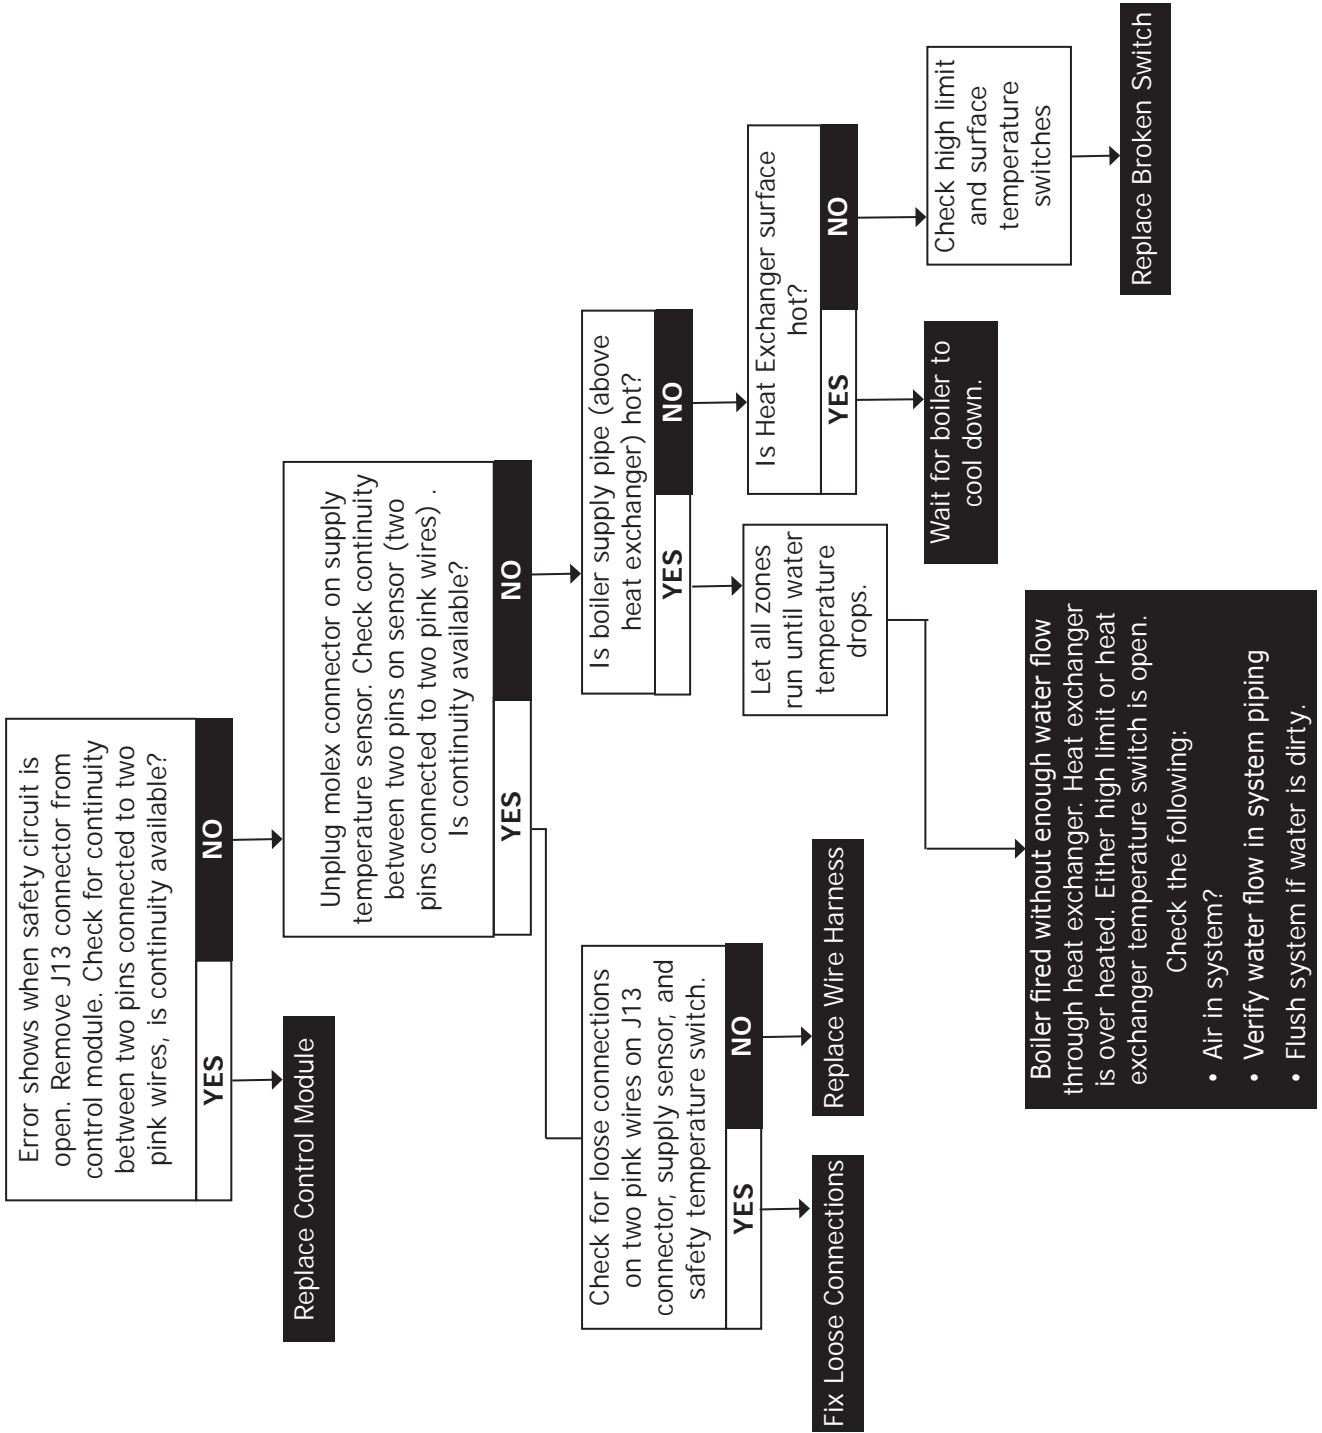 Error shows when safety circuit is
open. Remove J13 connector from
control module. Check for continuity
between two pins connected to two
pink wires, is continuity available?
YES
NO
Replace Control Module
Unplug molex connector on supply
temperature sensor. Check continuity
between two pins on sensor (two
pins connected to two pink wires) .
Is continuity available?
YES
NO
Check for loose connections
on two pink wires on J13
connector, supply sensor, and
safety temperature switch.
YES
NO
Fix Loose Connections
Replace Wire Harness
Is boiler supply pipe (above
heat exchanger) hot?
YES
NO
Let all zones
run until water
temperature
drops.
Boiler fired without enough water flow
through heat exchanger. Heat exchanger
is over heated. Either high limit or heat
exchanger temperature switch is open.
Check the following:
• Air in system?
• Verify water flow in system piping
• Flush system if water is dirty.
Is Heat Exchanger surface
hot?
YES
NO
Wait for boiler to
cool down.
Check high limit
and surface
temperature
switches
Replace Broken Switch